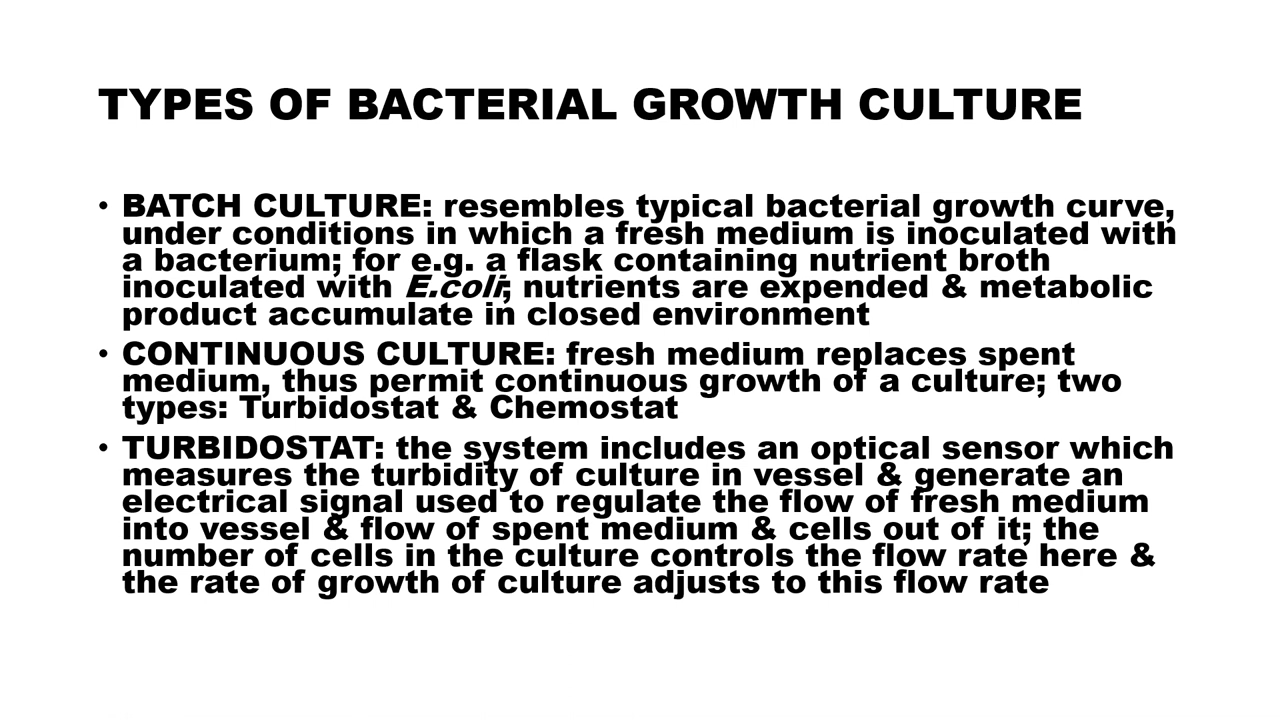 TYPES OF BACTERIAL GROWTH CULTURE
• BATCH CULTURE: resembles typical bacterial growth curve,
under conditions in which a fresh medium is inoculated with
a bacterium; for e.g. a flask containing nutrient broth
inoculated with E.coli; nutrients are expended & metabolic
product accumulate in closed environment
• CONTINUOUS CULTURE: fresh medium replaces spent
medium, thus permit continuous growth of a culture; two
types: Turbidostat & Chemostat
• TURBIDOSTAT: the system includes an optical sensor which
measures the turbidity of culture in vessel & generate an
electrical signal used to regulate the flow of fresh medium
into vessel & flow of spent medium & cells out of it; the
number of cells in the culture controls the flow rate here &
the rate of growth of culture adjusts to this flow rate